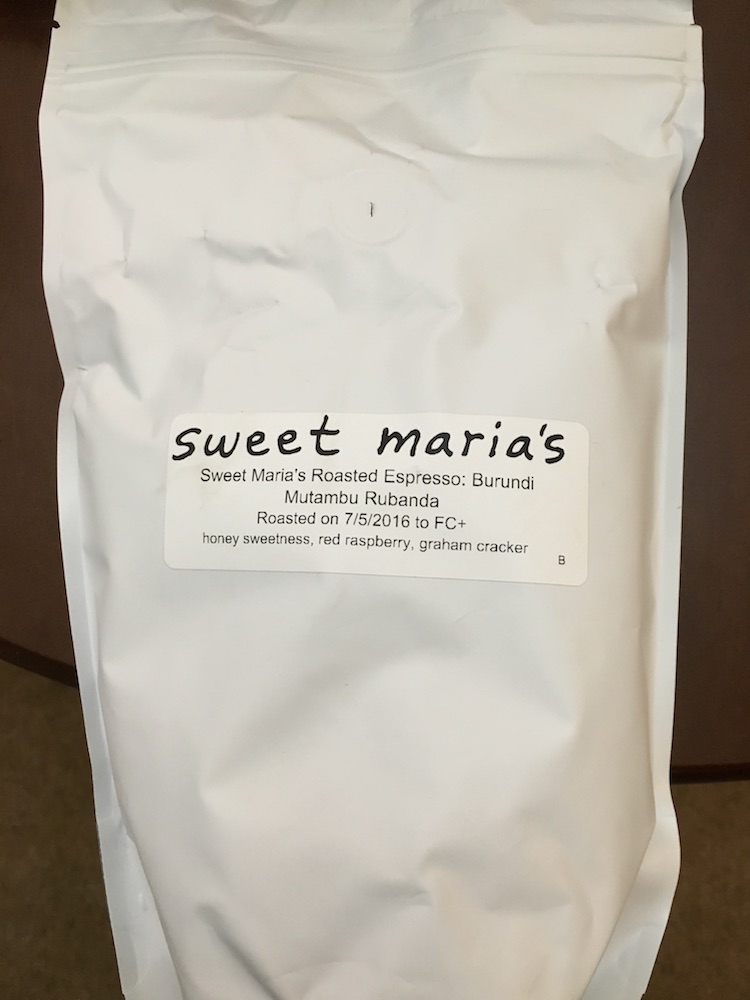 sweet maria's
Sweet Maria's Roasted Espresso: Burundi
Mutambu Rubanda
Roasted on 7/5/2016 to FC+
honey sweetness, red raspberry, graham cracker
B